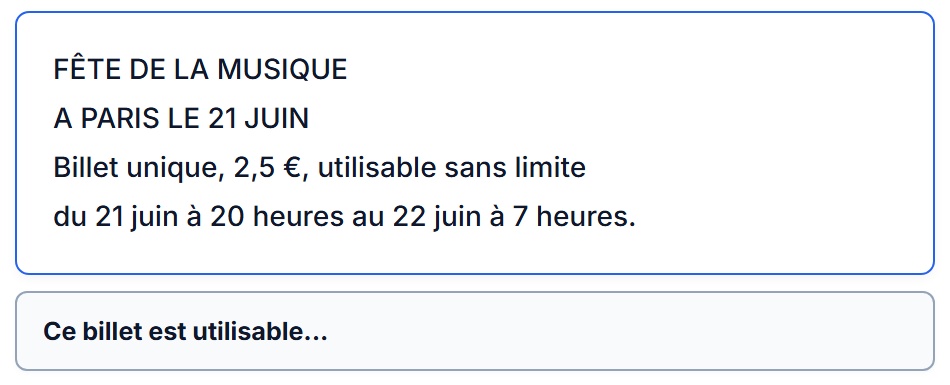 FÊTE DE LA MUSIQUE
A PARIS LE 21 JUIN
Billet unique, 2,5 €, utilisable sans limite
du 21 juin à 20 heures au 22 juin à 7 heures.
Ce billet est utilisable...